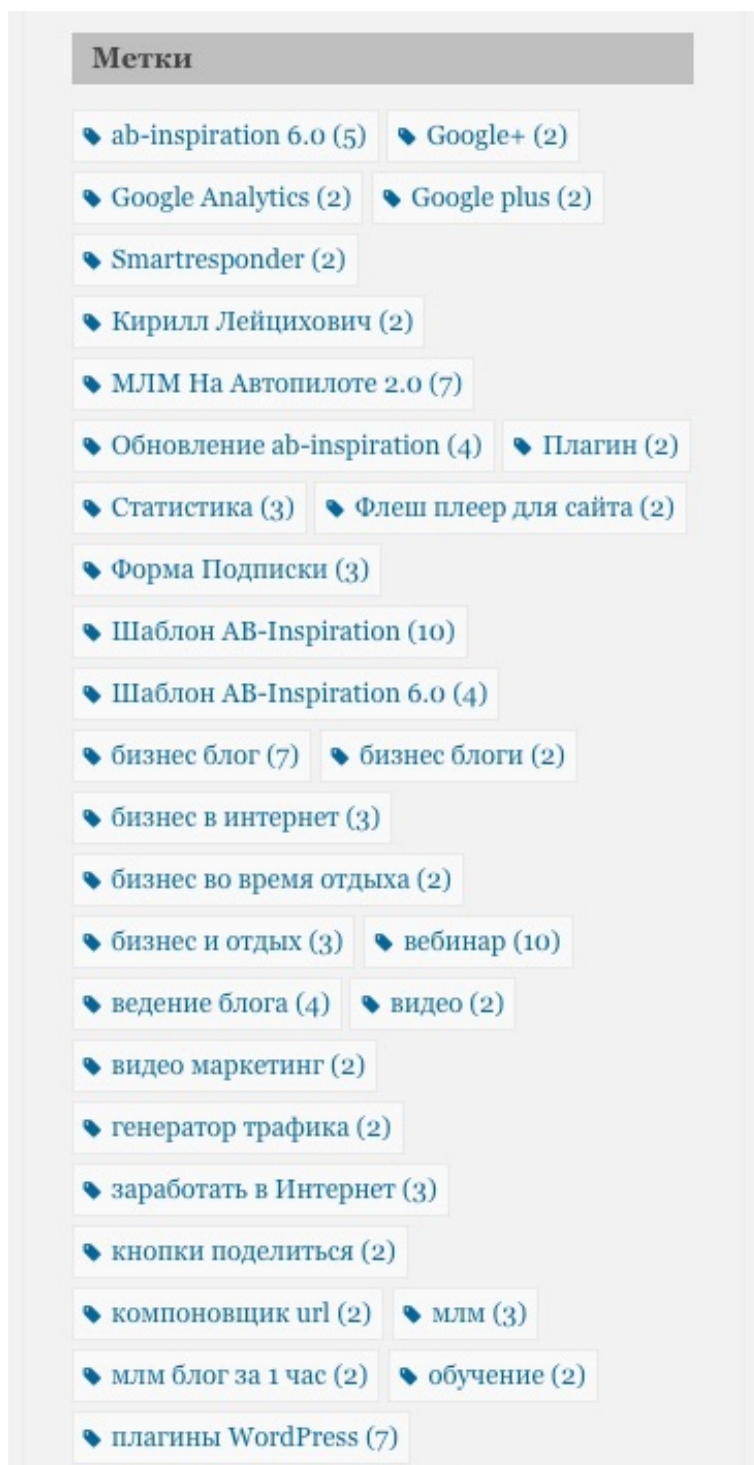 Метки
ab-inspiration 6.0 (5) Google+ (2)
Google Analytics (2) Google plus (2)
Smartresponder (2)
Кирилл Лейцихович (2)
МЛМ На Автопилоте 2.0 (7)
Обновление ab-inspiration (4) Плагин (2)
Статистика (3) Флеш плеер для сайта (2)
Форма Подписки (3)
Шаблон AB-Inspiration (10)
Шаблон AB-Inspiration 6.0 (4)
бизнес блог (7) бизнес блоги (2)
бизнес в интернет (3)
бизнес во время отдыха (2)
бизнес и отдых (3) вебинар (10)
ведение блога (4) видео (2)
видео маркетинг (2)
генератор трафика (2)
заработать в Интернет (3)
кнопки поделиться (2)
компоновщик url (2) млм (3)
млм блог за 1 час (2) обучение (2)
плагины WordPress (7)